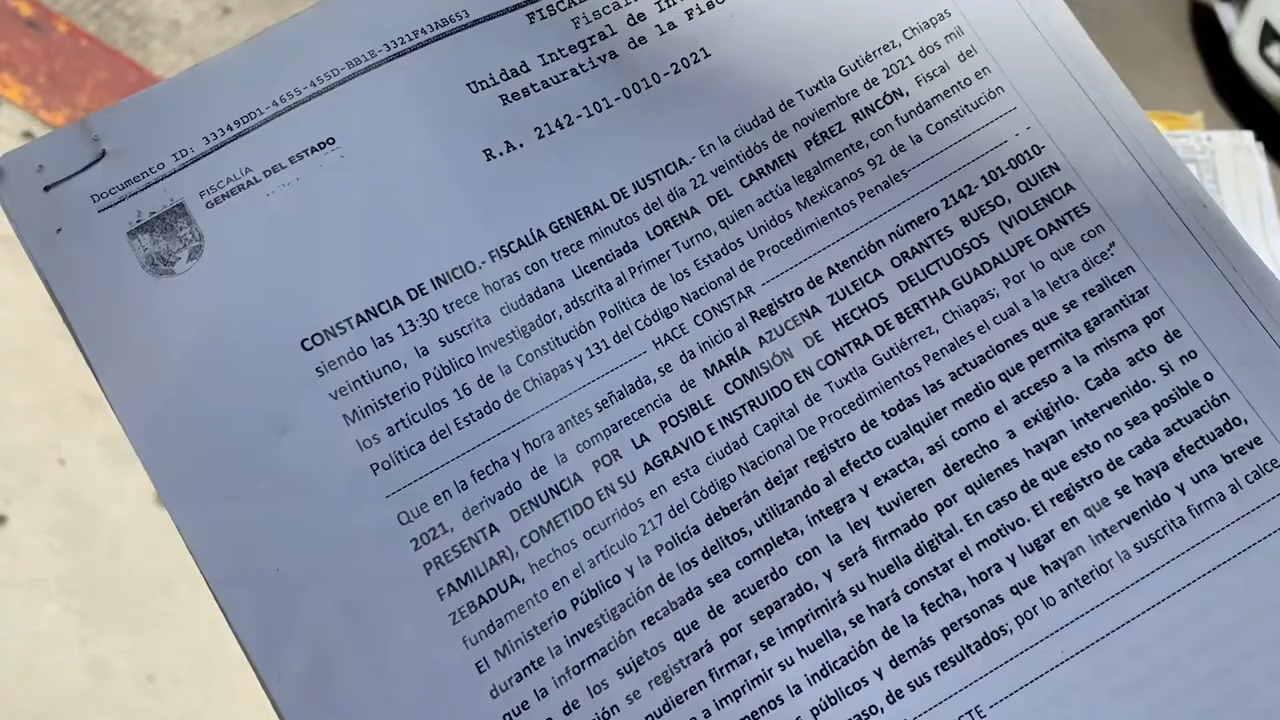 Documento ID: 33349DD1-4655-455D-BB1E-3321F43AB653
FISCALÍA
GENERAL DEL ESTADO
Unidad Integral de
Restaurativa de la
R.A. 2142-101-0010-2021
CONSTANCIA DE INICIO.- FISCALÍA GENERAL DE JUSTICIA.- En la ciudad de Tuxtla Gutiérrez, Chiapas
siendo las 13:30 trece horas con trece minutos del día 22 veintidós de noviembre de 2021 dos mil
veintiuno, la suscrita ciudadana Licenciada LORENA DEL CARMEN PÉREZ RINCÓN, Fiscal del
Ministerio Público Investigador, adscrita al Primer Turno, quien actúa legalmente, con fundamento en
los artículos 16 de la Constitución Política de los Estados Unidos Mexicanos 92 de la Constitución
Política del Estado de Chiapas y 131 del Código Nacional de Procedimientos Penales
HACE CONSTAR
Que en la fecha y hora antes señalada, se da inicio al Registro de Atención número 2142- 101-0010-
2021, derivado de la comparecencia de MARÍA AZUCENA ZULEICA ORANTES BUESO, QUIEN
PRESENTA DENUNCIA POR LA POSIBLE COMISIÓN DE HECHOS DELICTUOSOS (VIOLENCIA
FAMILIAR), COMETIDO EN SU AGRAVIO E INSTRUIDO EN CONTRA DE BERTHA GUADALUPE OANTES
ZEBADUA, hechos ocurridos en esta ciudad Capital de Tuxtla Gutiérrez, Chiapas; Por lo que con
fundamento en el artículo 217 del Código Nacional De Procedimientos Penales el cual a la letra dice:"
El Ministerio Público y la Policía deberán dejar registro de todas las actuaciones que se realicen
durante la investigación de los delitos, utilizando al efecto cualquier medio que permita garantizar
que la información recabada sea completa, integra y exacta, así como el acceso a la misma por
de los sujetos que de acuerdo con la ley tuvieren derecho a exigirlo. Cada acto de
se registrará por separado, y será firmado por quienes hayan intervenido. Si no
pudieren firmar, se imprimirá su huella digital. En caso de que esto no sea posible o
a imprimir su huella, se hará constar el motivo. El registro de cada actuación
menos la indicación de la fecha, hora y lugar en que se haya efectuado,
públicos y demás personas que hayan intervenido y una breve
de sus resultados; por lo anterior la suscrita firma al calce